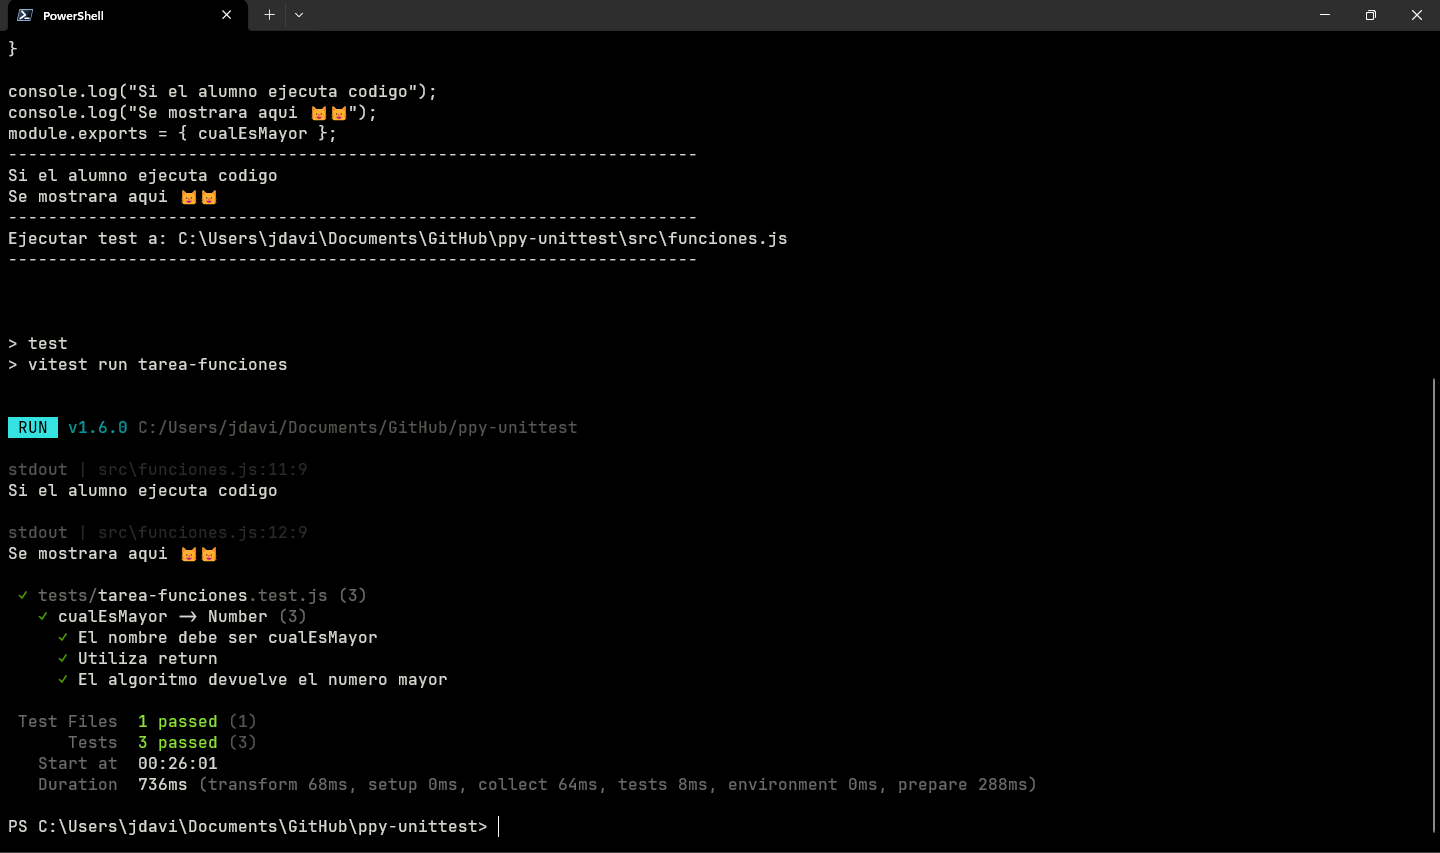 PowerShell
}
console.log("Si el alumno ejecuta codigo");
console.log("Se mostrara aqui 😺😺");
module.exports = { cualEsMayor };
---------------------------------------------------------------------
Si el alumno ejecuta codigo
Se mostrara aqui 😺😺
---------------------------------------------------------------------
Ejecutar test a: C:\Users\jdavi\Documents\GitHub\ppy-unittest\src\funciones.js
---------------------------------------------------------------------
> test
> vitest run tarea-funciones
RUN v1.6.0 C:/Users/jdavi/Documents/GitHub/ppy-unittest
stdout | src\funciones.js:11:9
Si el alumno ejecuta codigo
stdout | src\funciones.js:12:9
Se mostrara aqui 😺😺
✓ tests/tarea-funciones.test.js (3)
✓ cualEsMayor -> Number (3)
✓ El nombre debe ser cualEsMayor
✓ Utiliza return
✓ El algoritmo devuelve el numero mayor
Test Files 1 passed (1)
Tests 3 passed (3)
Start at 00:26:01
Duration 736ms (transform 68ms, setup 0ms, collect 64ms, tests 8ms, environment 0ms, prepare 288ms)
PS C:\Users\jdavi\Documents\GitHub\ppy-unittest>